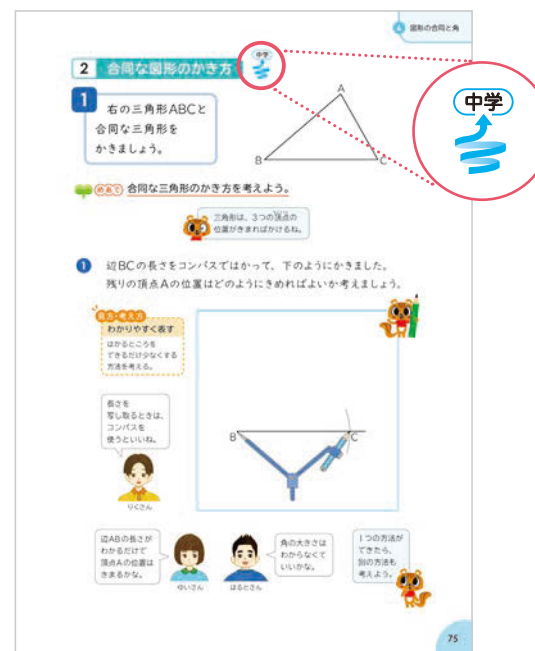 4 図形の合同と角
2 合同な図形のかき方
中学
中学
1
右の三角形ABCと
合同な三角形を
かきましょう。
A
B
C
めあて 合同な三角形のかき方を考えよう。
三角形は、3つの頂点の
位置がきまればかけるね。
1 辺BCの長さをコンパスではかって、下のようにかきました。
残りの頂点Aの位置はどのようにきめればよいか考えましょう。
見方・考え方
わかりやすく表す
はかるところを
できるだけ少なくする
方法を考える。
長さを
写し取るときは、
コンパスを
使うといいね。
りくさん
B
C
辺ABの長さが
わかるだけで
頂点Aの位置は
きまるかな。
ゆいさん
はるとさん
角の大きさは
わからなくて
いいかな。
1つの方法が
できたら、
別の方法も
考えよう。
75